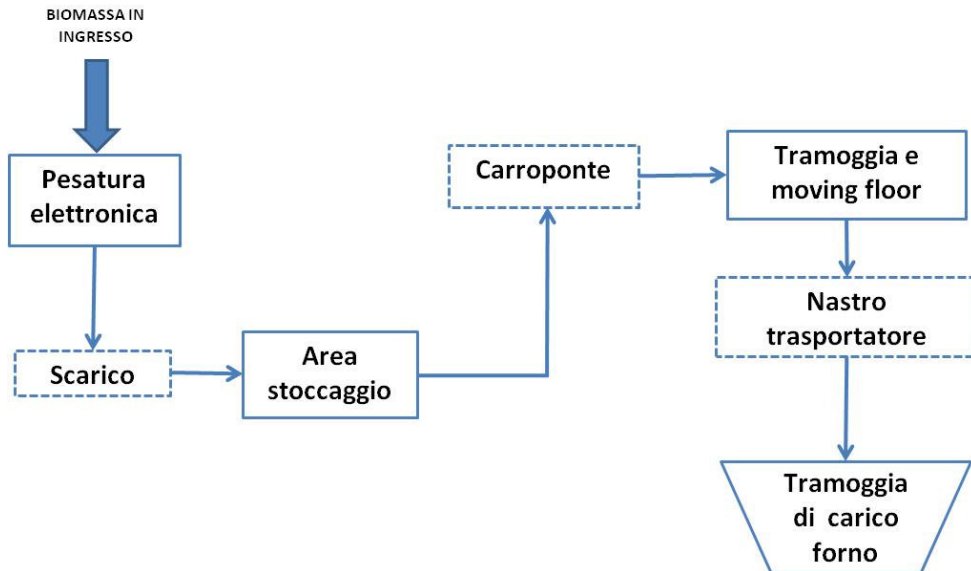 BIOMASSA IN
INGRESSO
Pesatura
elettronica
Scarico
Area
stoccaggio
Carroponte
Tramoggia e
moving floor
Nastro
trasportatore
Tramoggia
di carico
forno